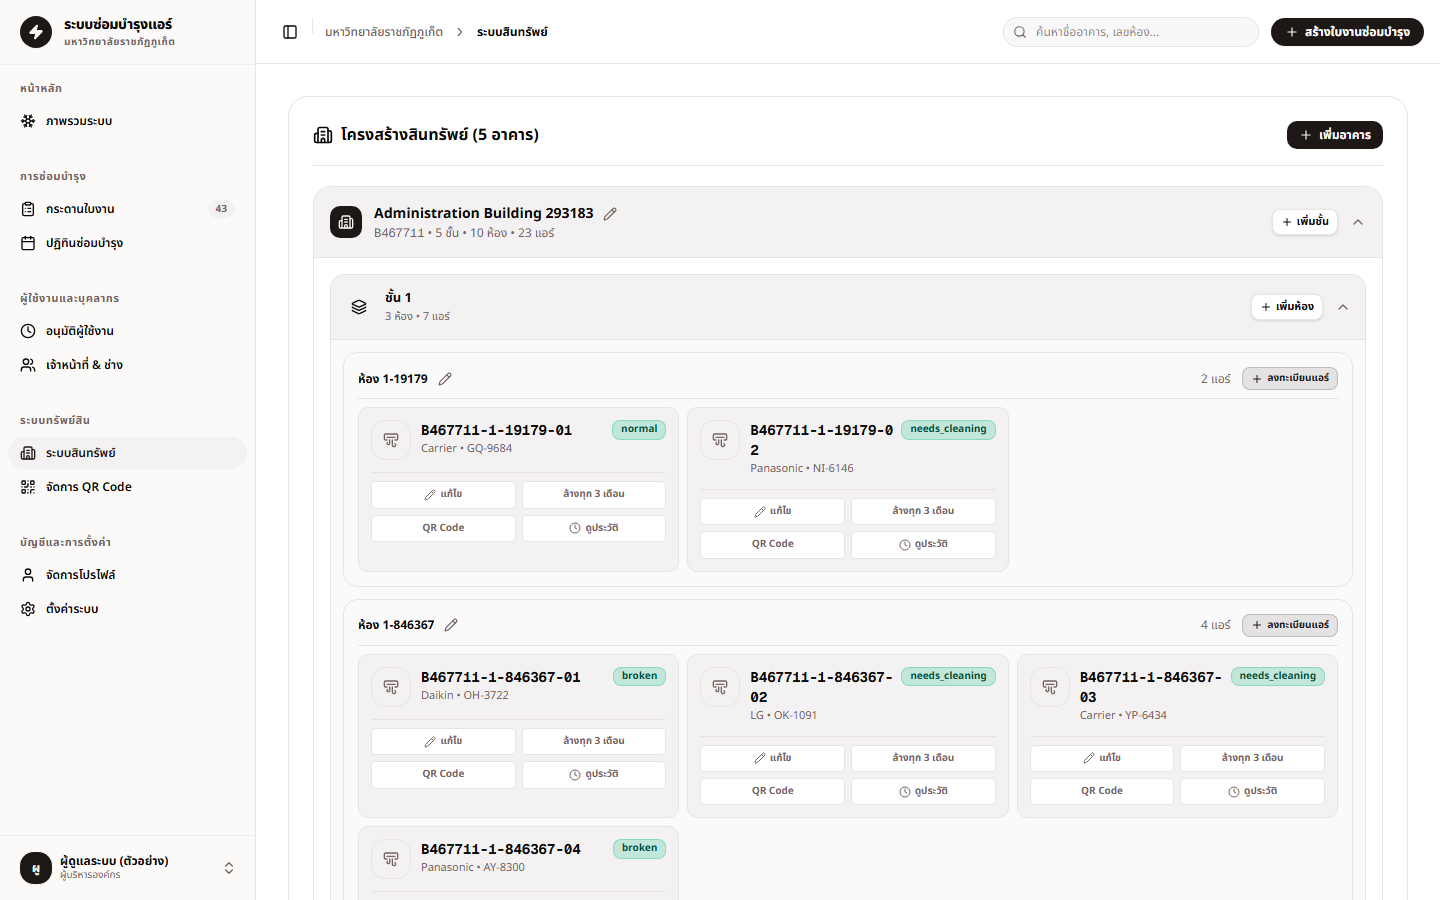 ระบบซ่อมบำรุงแอร์
มหาวิทยาลัยราชภัฏภูเก็ต
หน้าหลัก
ภาพรวมระบบ
การซ่อมบำรุง
กระดานใบงาน 43
ปฏิทินซ่อมบำรุง
ผู้ใช้งานและบุคลากร
อนุมัติผู้ใช้งาน
เจ้าหน้าที่ & ช่าง
ระบบทรัพย์สิน
ระบบสินทรัพย์
จัดการ QR Code
บัญชีและการตั้งค่า
จัดการโปรไฟล์
ตั้งค่าระบบ
ผู้
ผู้ดูแลระบบ (ตัวอย่าง)
ผู้บริหารองค์กร
มหาวิทยาลัยราชภัฏภูเก็ต > ระบบสินทรัพย์
ค้นหาชื่ออาคาร, เลขห้อง...
+ สร้างใบงานซ่อมบำรุง
โครงสร้างสินทรัพย์ (5 อาคาร)
+ เพิ่มอาคาร
Administration Building 293183
B467711 • 5 ชั้น • 10 ห้อง • 23 แอร์
+ เพิ่มชั้น
ชั้น 1
3 ห้อง • 7 แอร์
+ เพิ่มห้อง
ห้อง 1-19179
2 แอร์
+ ลงทะเบียนแอร์
B467711-1-19179-01
normal
Carrier • GQ-9684
แก้ไข
ล้างทุก 3 เดือน
QR Code
ดูประวัติ
B467711-1-19179-0
2
needs_cleaning
Panasonic • NI-6146
แก้ไข
ล้างทุก 3 เดือน
QR Code
ดูประวัติ
ห้อง 1-846367
4 แอร์
+ ลงทะเบียนแอร์
B467711-1-846367-01
broken
Daikin • OH-3722
แก้ไข
ล้างทุก 3 เดือน
QR Code
ดูประวัติ
B467711-1-846367-
02
needs_cleaning
LG • OK-1091
แก้ไข
ล้างทุก 3 เดือน
QR Code
ดูประวัติ
B467711-1-846367-
03
needs_cleaning
Carrier • YP-6434
แก้ไข
ล้างทุก 3 เดือน
QR Code
ดูประวัติ
B467711-1-846367-04
broken
Panasonic • AY-8300